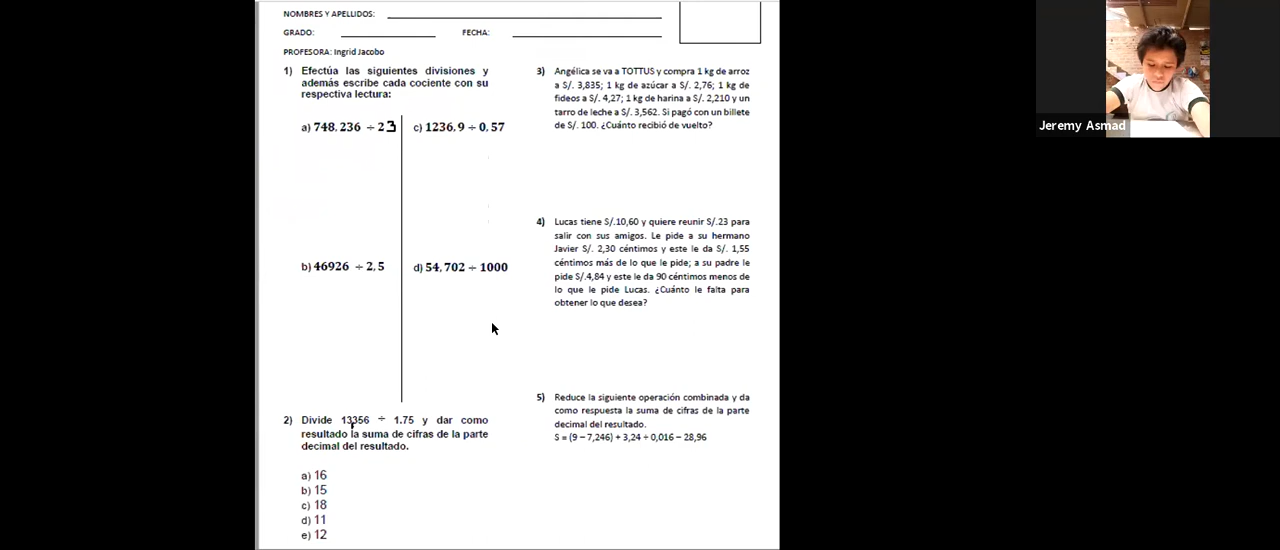 NOMBRES Y APELLIDOS:
GRADO: FECHA:
PROFESORA: Ingrid Jacobo
1) Efectúa las siguientes divisiones y
además escribe cada cociente con su
respectiva lectura:
a) 748,236 ÷ 23
c) 1236,9 ÷ 0,57
b) 46926 ÷ 2,5
d) 54,702 ÷ 1000
2) Divide 13356 ÷ 1.75 y dar como
resultado la suma de cifras de la parte
decimal del resultado.
a) 16
b) 15
c) 18
d) 11
e) 12
3) Angélica se va a TOTTUS y compra 1 kg de arroz
a S/. 3,835; 1 kg de azúcar a S/. 2,76; 1 kg de
fideos a S/. 4,27; 1 kg de harina a S/. 2,210 y un
tarro de leche a S/. 3,562. Si pagó con un billete
de S/. 100. ¿Cuánto recibió de vuelto?
4) Lucas tiene S/.10,60 y quiere reunir S/.23 para
salir con sus amigos. Le pide a su hermano
Javier S/. 2,30 céntimos y este le da S/. 1,55
céntimos más de lo que le pide; a su padre le
pide S/.4,84 y este le da 90 céntimos menos de
lo que le pide Lucas. ¿Cuánto le falta para
obtener lo que desea?
5) Reduce la siguiente operación combinada y da
como respuesta la suma de cifras de la parte
decimal del resultado.
S = (9 – 7,246) + 3,24 ÷ 0,016 – 28,96
Jeremy Asmad